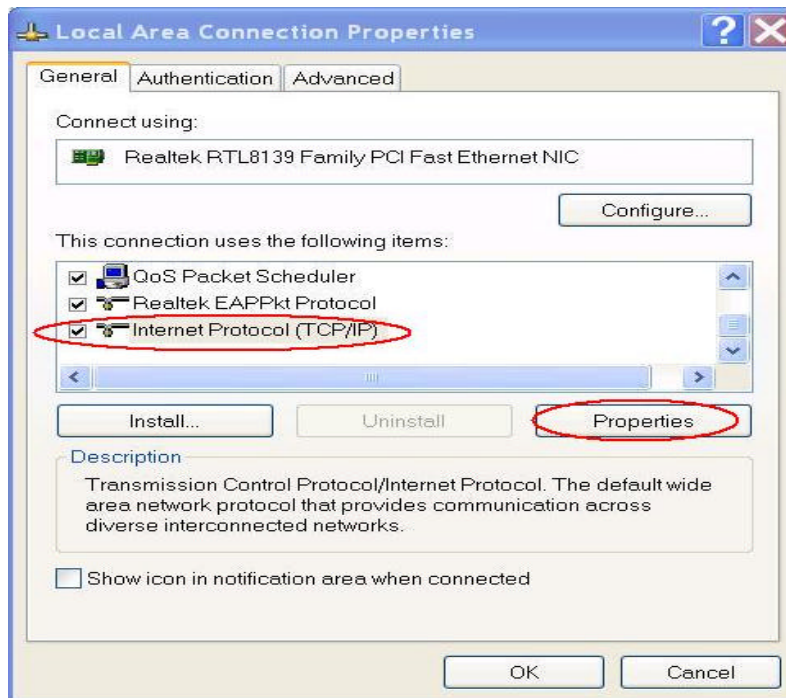 Local Area Connection Properties
General Authentication Advanced
Connect using:
Realtek RTL8139 Family PCI Fast Ethernet NIC
Configure...
This connection uses the following items:
QoS Packet Scheduler
Realtek EAPPkt Protocol
Internet Protocol (TCP/IP)
Install... Uninstall Properties
Description
Transmission Control Protocol/Internet Protocol. The default wide
area network protocol that provides communication across
diverse interconnected networks.
Show icon in notification area when connected
OK Cancel